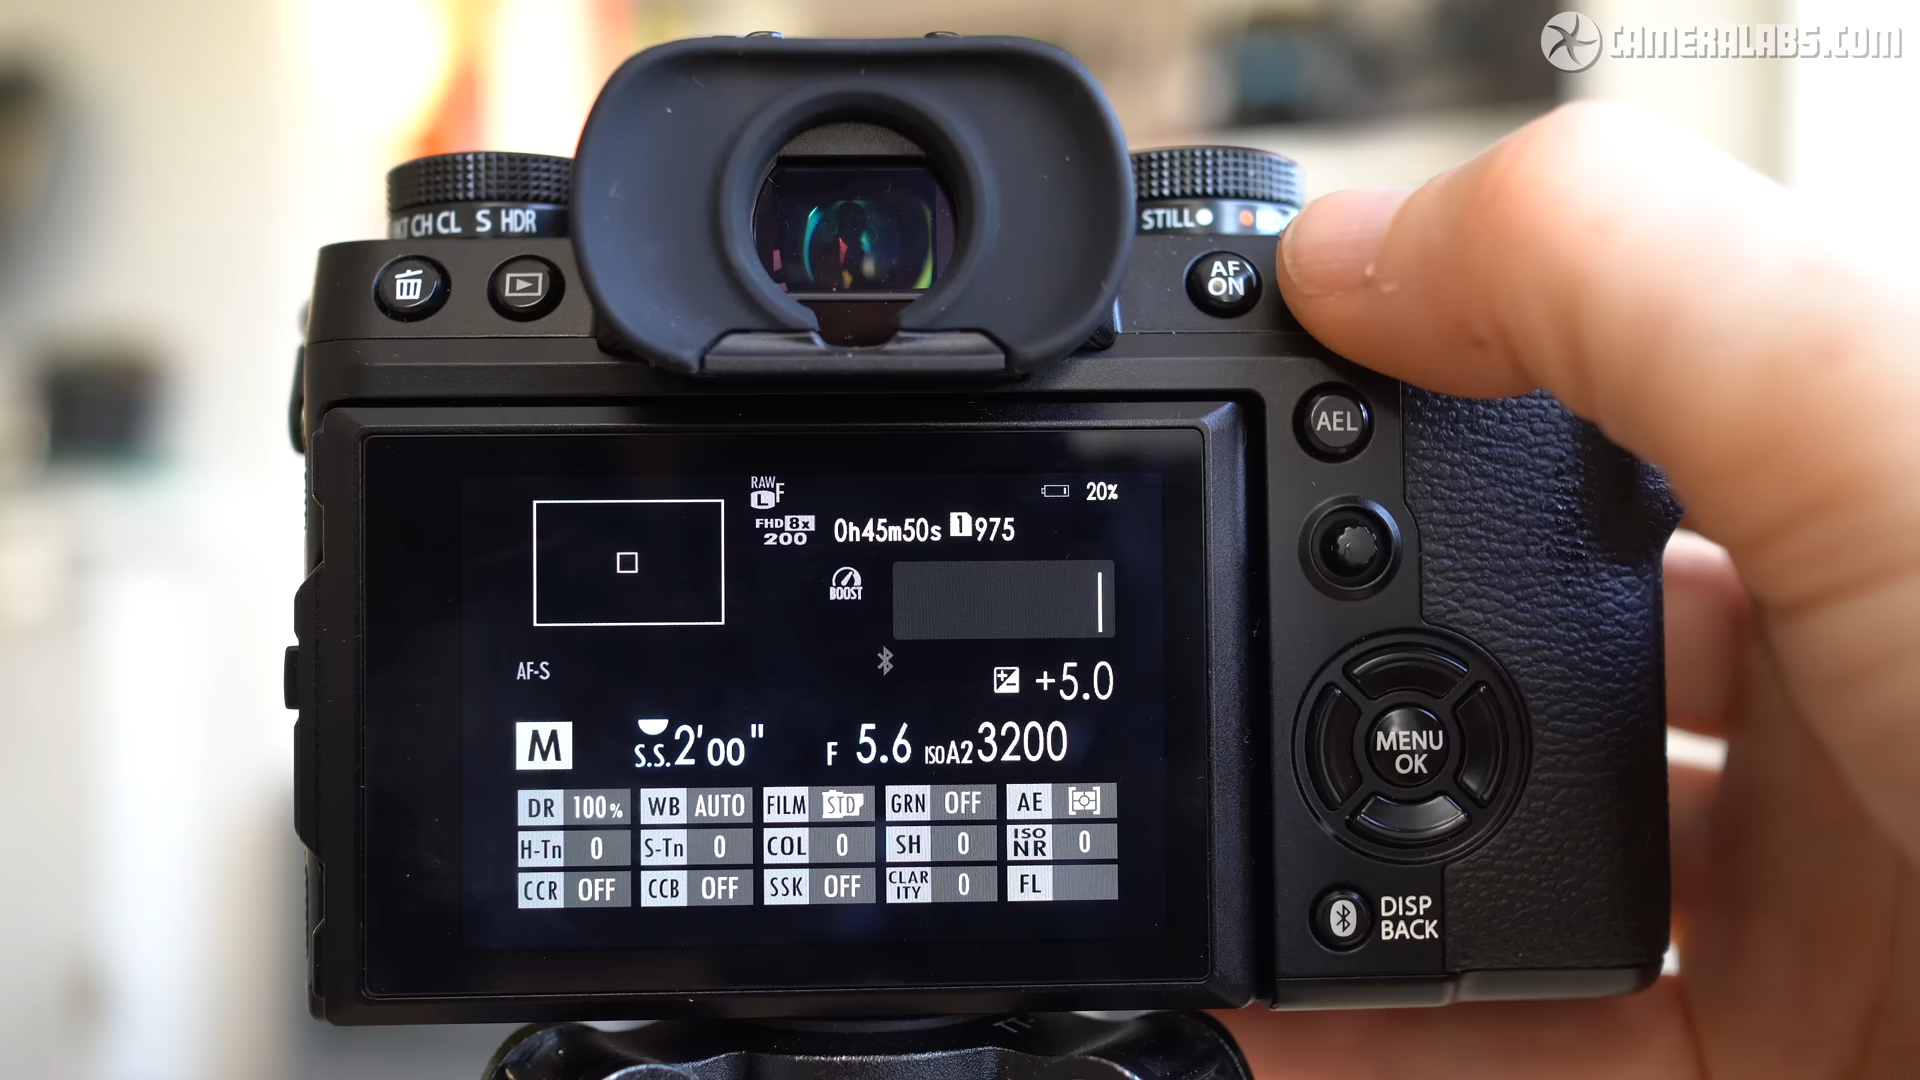 CAMERALABS.COM
CH CL S HDR
STILL
AF
ON
AEL
RAW
L F
FHD 8x
200
0h45m50s 1 975
20%
BOOST
AF-S
+5.0
M
S.S. 2'00"
F 5.6
ISO A2 3200
DR 100%
WB AUTO
FILM STD
GRN OFF
AE
H-Tn 0
S-Tn 0
COL 0
SH 0
ISO
NR 0
CCR OFF
CCB OFF
SSK OFF
CLAR
ITY 0
FL
MENU
OK
DISP
BACK